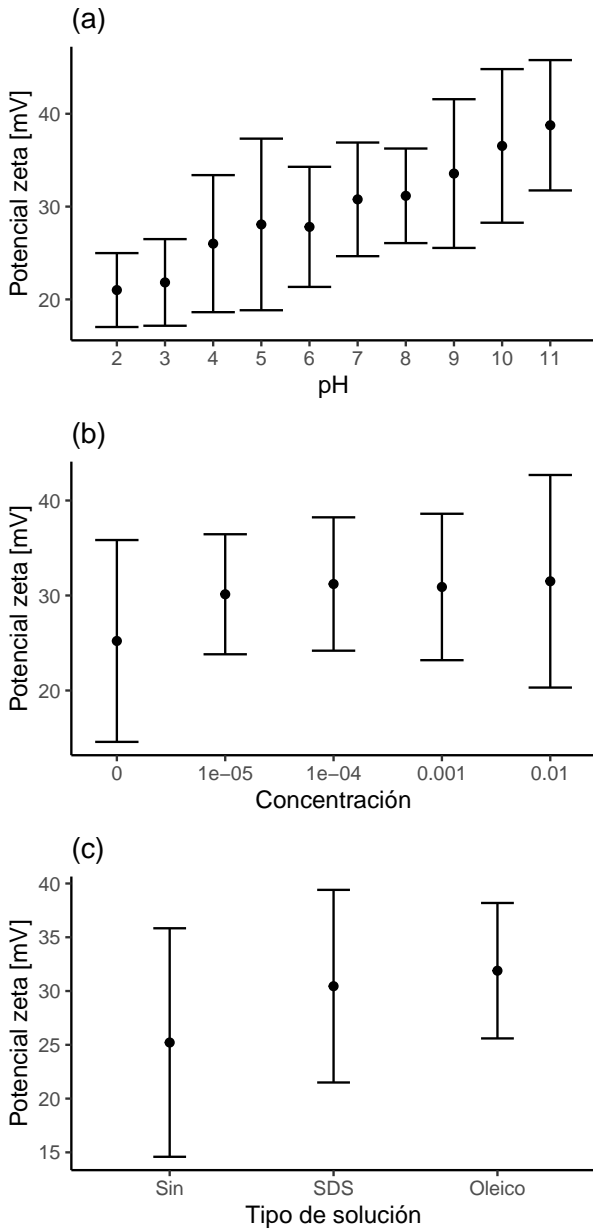 (a)
Potencial zeta [mV]
40
30
20
2 3 4 5 6 7 8 9 10 11
pH
(b)
Potencial zeta [mV]
40
30
20
0 1e−05 1e−04 0.001 0.01
Concentración
(c)
Potencial zeta [mV]
40
35
30
25
20
15
Sin SDS Oleico
Tipo de solución